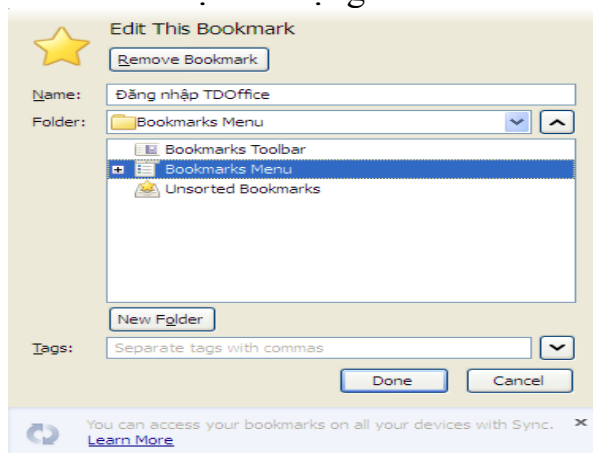 Edit This Bookmark
Remove Bookmark
Name: Đăng nhập TDOffice
Folder: Bookmarks Menu
Bookmarks Toolbar
Bookmarks Menu
Unsorted Bookmarks
New Folder
Tags: Separate tags with commas
Done Cancel
You can access your bookmarks on all your devices with Sync.
Learn More